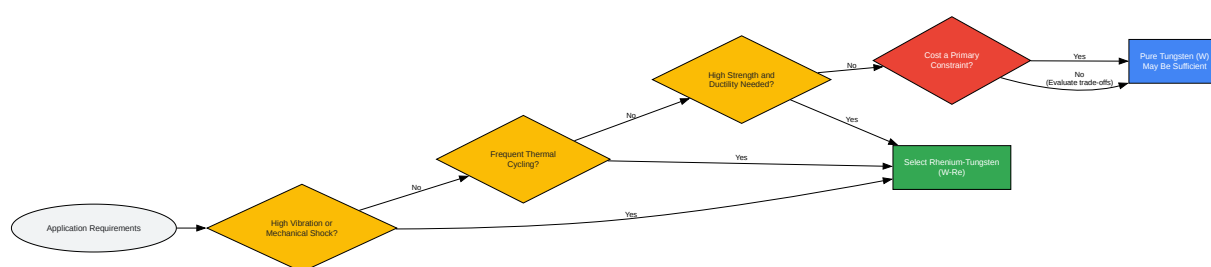 Application Requirements
High Vibration or
Mechanical Shock?
No
Yes
Frequent Thermal
Cycling?
No
Yes
High Strength and
Ductility Needed?
No
Yes
Cost a Primary
Constraint?
Yes
No
(Evaluate trade-offs)
Pure Tungsten (W)
May Be Sufficient
Select Rhenium-Tungsten
(W-Re)